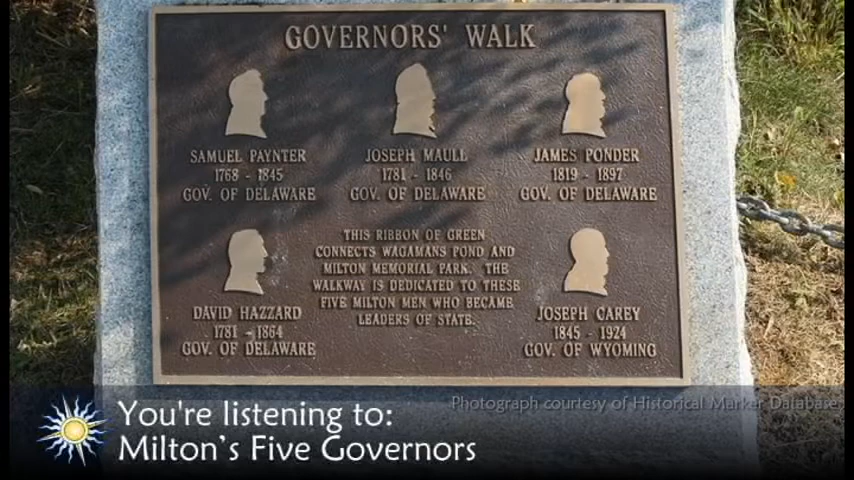 GOVERNORS' WALK
SAMUEL PAYNTER
1768 - 1845
GOV. OF DELAWARE
JOSEPH MAULL
1781 - 1846
GOV. OF DELAWARE
JAMES PONDER
1819 - 1897
GOV. OF DELAWARE
THIS RIBBON OF GREEN
CONNECTS WAGAMANS POND AND
MILTON MEMORIAL PARK. THE
WALKWAY IS DEDICATED TO THESE
FIVE MILTON MEN WHO BECAME
LEADERS OF STATE.
DAVID HAZZARD
1781 - 1864
GOV. OF DELAWARE
JOSEPH CAREY
1845 - 1924
GOV. OF WYOMING
Photograph courtesy of Historical Marker Database.
You're listening to:
Milton's Five Governors